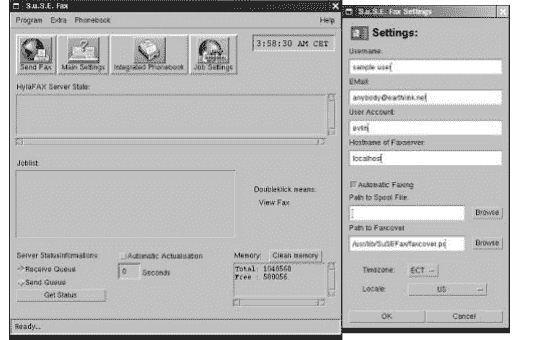 S.u.S.E. Fax
Program Extra Phonebook Help
3:58:30 AM CET
Send Fax Main Settings Integrated Phonebook Job Settings
HylaFAX Server State:
Joblist:
Doubleklick means:
View Fax
Server Statusinformations:
Receive Queue
Send Queue
Get Status
Automatic Actualisation
0 Seconds
Memory: Clean memory
Total: 1048560
Free : 580056
Ready...
S.u.S.E. Fax Settings
Settings:
Username:
sample user
EMail:
anybody@earthlink.net
User Account:
Hostname of Faxserver:
localhost
Automatic Faxing
Path to Spool File:
Browse
Path to Faxcover:
/usr/lib/SuSEFax/faxcover.ps Browse
Timezone: ECT
Locale: US
OK Cancel